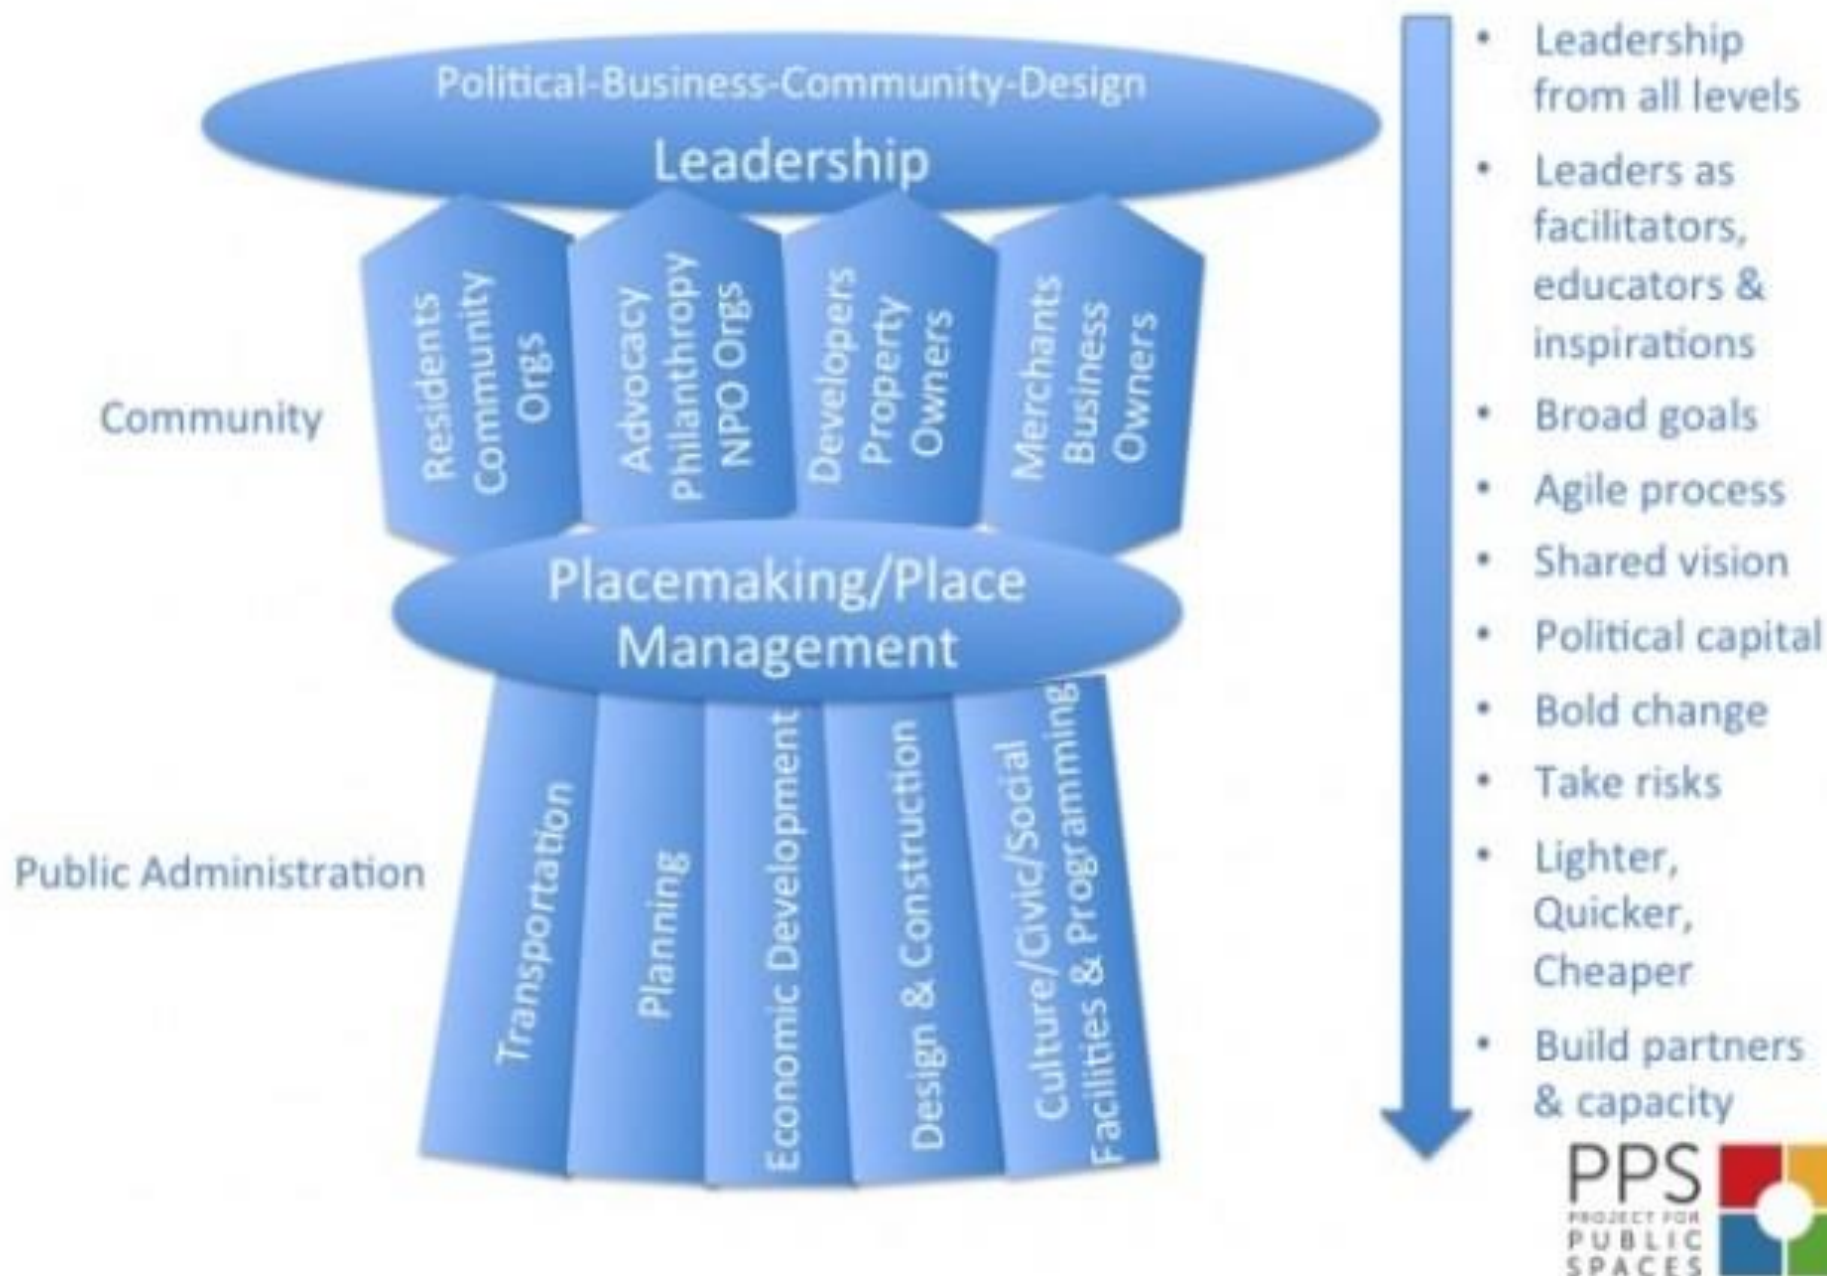 Political-Business-Community-Design
Leadership
Residents
Community
Orgs
Advocacy
Philanthropy
NPO Orgs
Developers
Property
Owners
Merchants
Business
Owners
Community
Placemaking/Place
Management
Public Administration
Transportation
Planning
Economic Development
Design & Construction
Culture/Civic/Social
Facilities & Programming
• Leadership
from all levels
• Leaders as
facilitators,
educators &
inspirations
• Broad goals
• Agile process
• Shared vision
• Political capital
• Bold change
• Take risks
• Lighter,
Quicker,
Cheaper
• Build partners
& capacity
PPS
PROJECT FOR
PUBLIC
SPACES